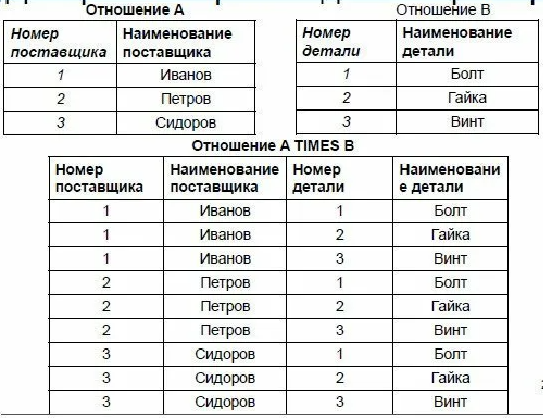 Отношение A
Отношение B
Номер поставщика Наименование поставщика
1 Иванов
2 Петров
3 Сидоров
Номер детали Наименование детали
1 Болт
2 Гайка
3 Винт
Отношение A TIMES B
Номер поставщика Наименование поставщика Номер детали Наименовани е детали
1 Иванов 1 Болт
1 Иванов 2 Гайка
1 Иванов 3 Винт
2 Петров 1 Болт
2 Петров 2 Гайка
2 Петров 3 Винт
3 Сидоров 1 Болт
3 Сидоров 2 Гайка
3 Сидоров 3 Винт